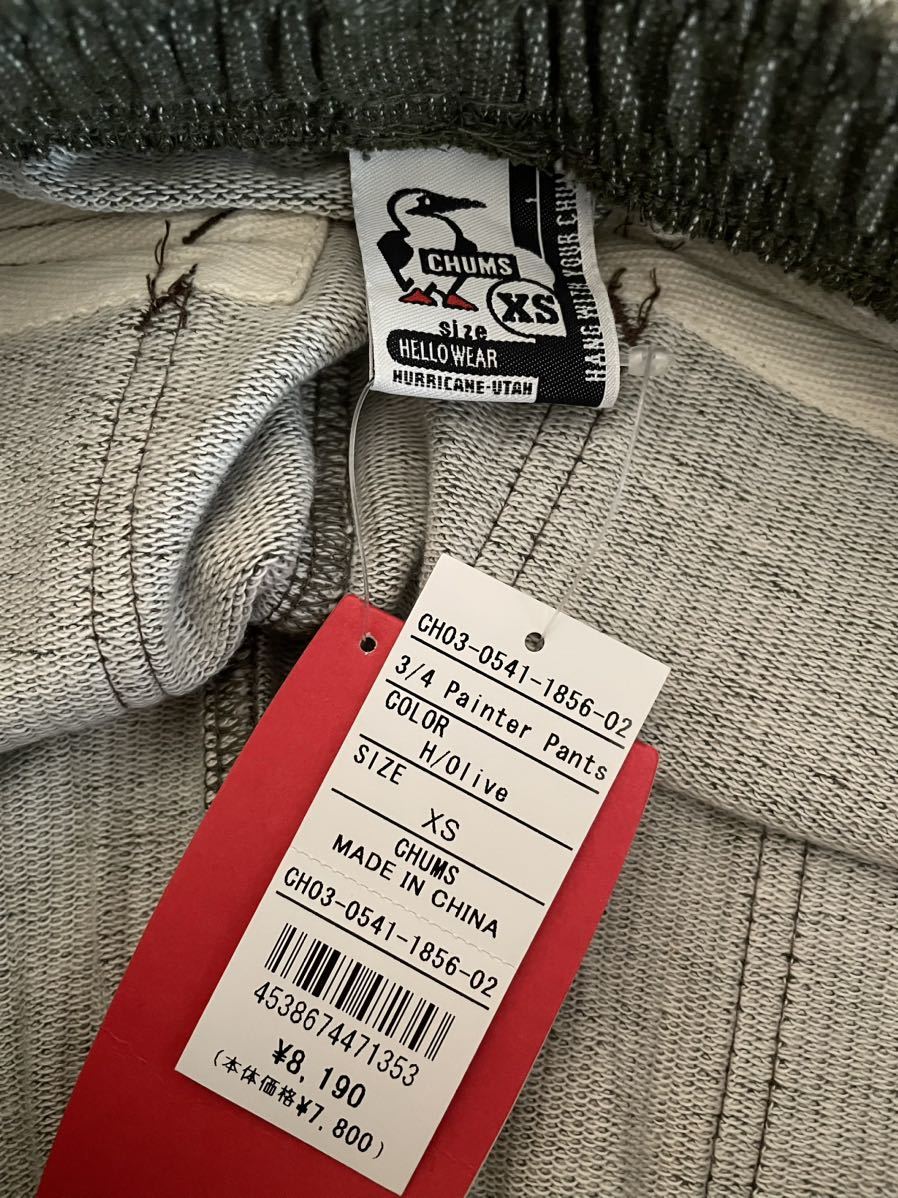 CHUMS
XS
size
HELLO WEAR
HURRICANE-UTAH
HANG WITH YOUR CHUMS
CH03-0541-1856-02
3/4 Painter Pants
COLOR
H/Olive
SIZE
XS
CHUMS
MADE IN CHINA
CH03-0541-1856-02
4538674471353
¥8,190
(本体価格¥7,800)